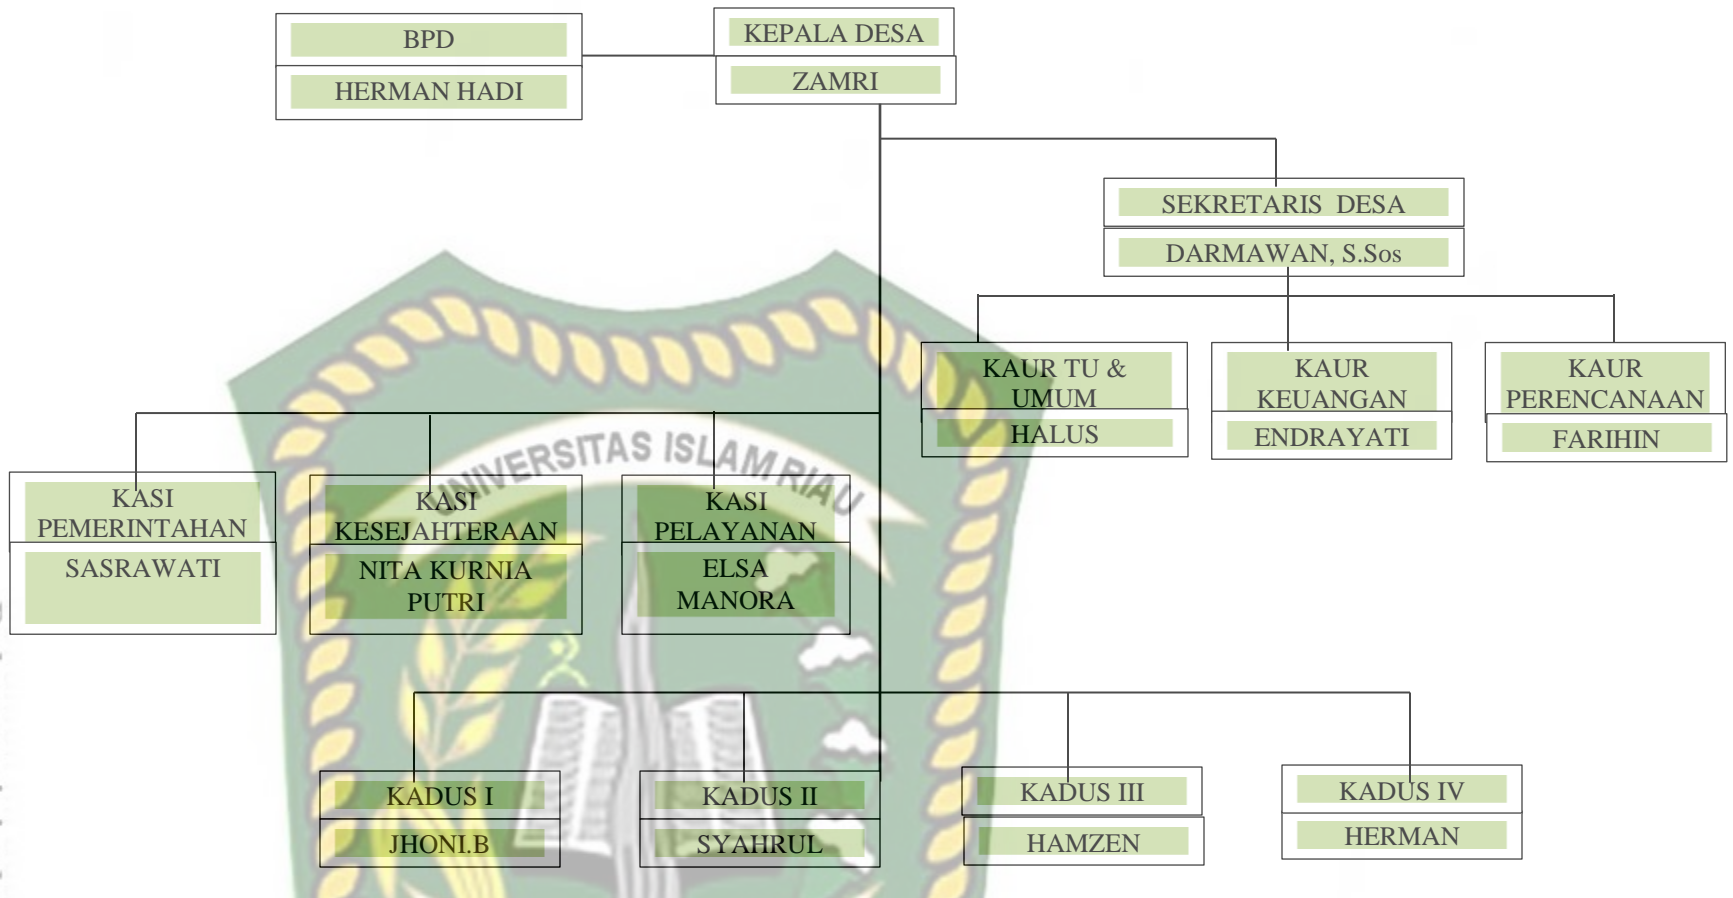 BPD
HERMAN HADI
KEPALA DESA
ZAMRI
SEKRETARIS DESA
DARMAWAN, S.Sos
KAUR TU &
UMUM
HALUS
KAUR
KEUANGAN
ENDRAYATI
KAUR
PERENCANAAN
FARIHIN
UNIVERSITAS ISLAM RIAU
KASI
PEMERINTAHAN
SASRAWATI
KASI
KESEJAHTERAAN
NITA KURNIA
PUTRI
KASI
PELAYANAN
ELSA
MANORA
KADUS I
JHONI.B
KADUS II
SYAHRUL
KADUS III
HAMZEN
KADUS IV
HERMAN